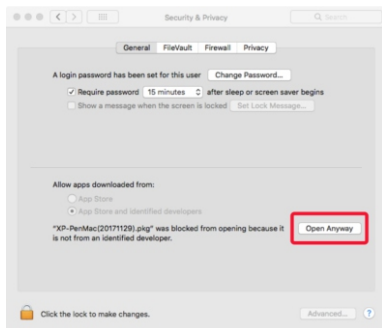 Security & Privacy
Search
General FileVault Firewall Privacy
A login password has been set for this user Change Password...
Require password 15 minutes after sleep or screen saver begins
Show a message when the screen is locked Set Lock Message...
Allow apps downloaded from:
App Store
App Store and identified developers
"XP-PenMac(20171129).pkg" was blocked from opening because it
is not from an identified developer.
Open Anyway
Click the lock to make changes.
Advanced...
?